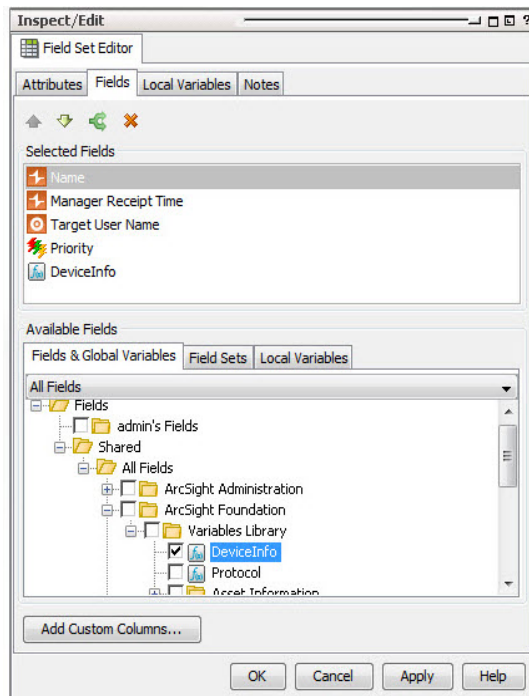 Inspect/Edit
Field Set Editor
Attributes Fields Local Variables Notes
Selected Fields
Name
Manager Receipt Time
Target User Name
Priority
DeviceInfo
Available Fields
Fields & Global Variables Field Sets Local Variables
All Fields
Fields
admin's Fields
Shared
All Fields
ArcSight Administration
ArcSight Foundation
Variables Library
DeviceInfo
Protocol
Asset Information
Add Custom Columns...
OK Cancel Apply Help